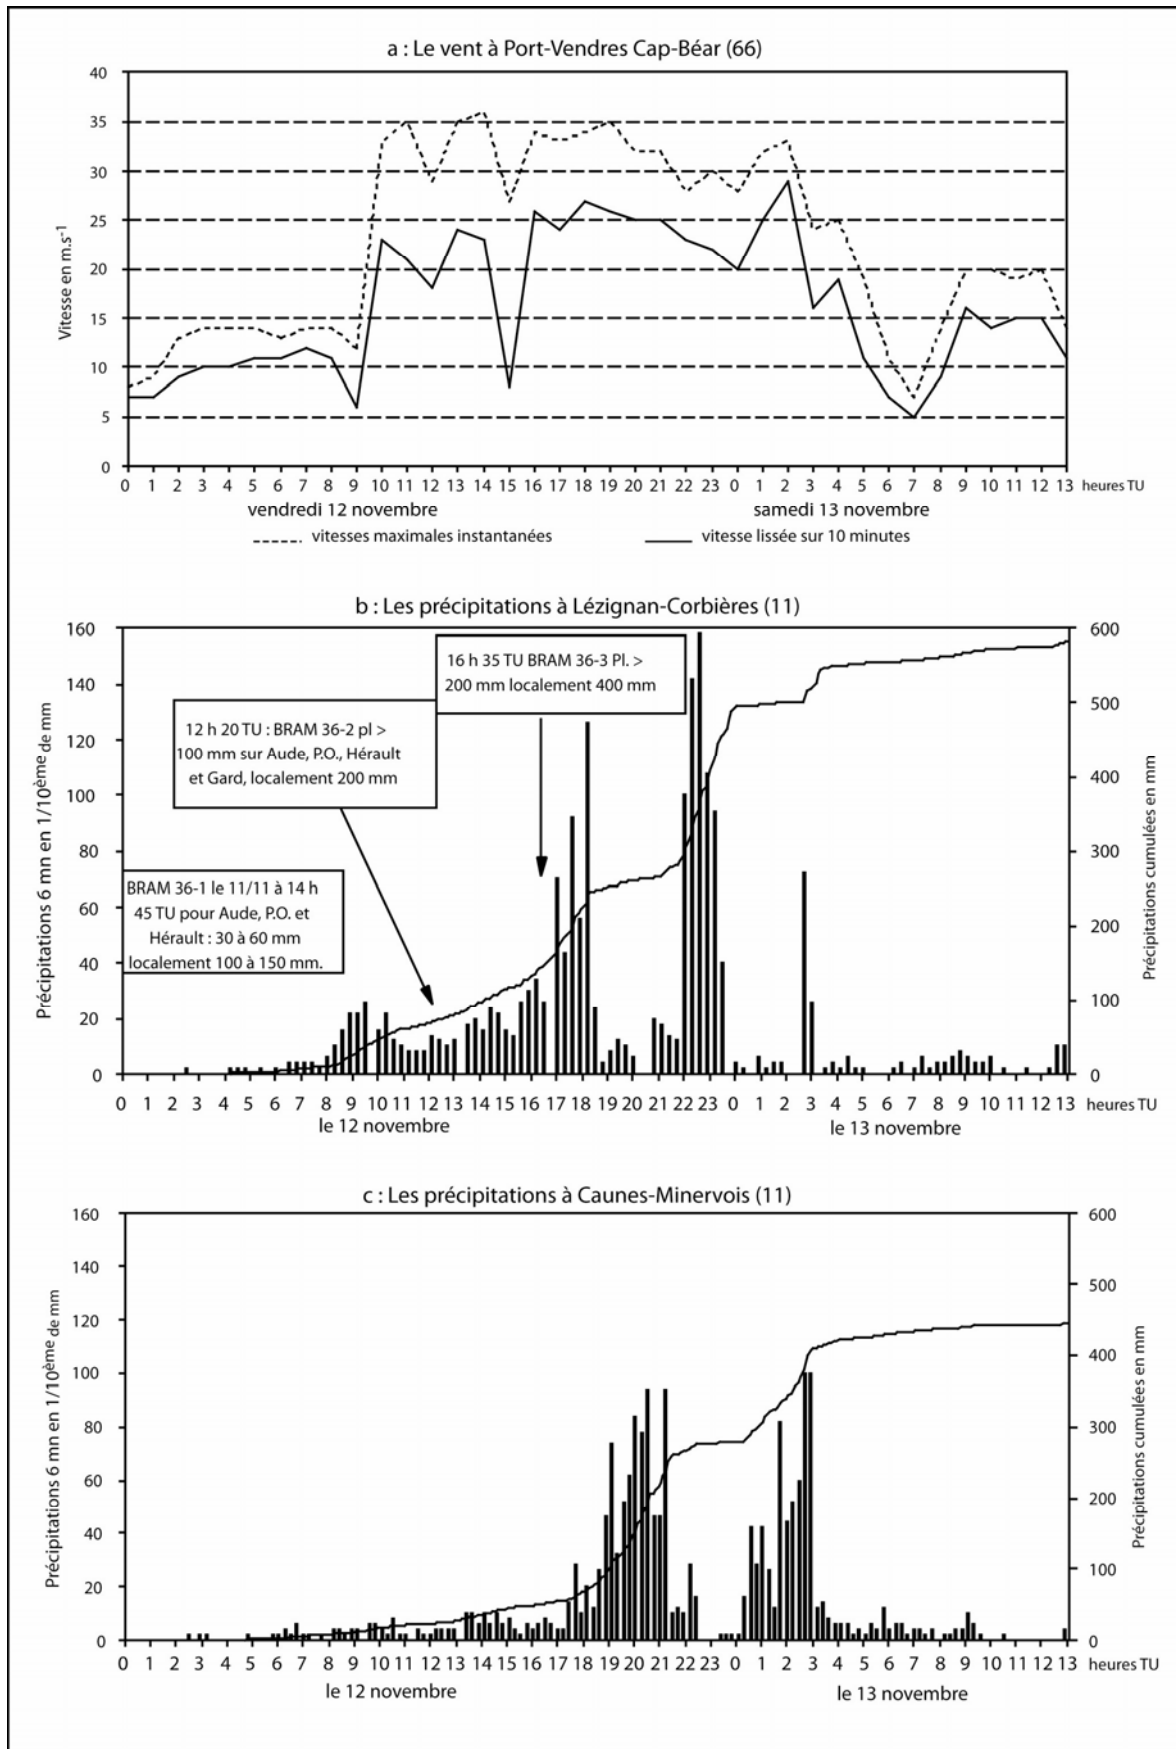 a : Le vent à Port-Vendres Cap-Béar (66)
40
35
30
25
20
15
10
5
0
Vitesse en m.s-1
0 1 2 3 4 5 6 7 8 9 10 11 12 13 14 15 16 17 18 19 20 21 22 23 0 1 2 3 4 5 6 7 8 9 10 11 12 13 heures TU
vendredi 12 novembre samedi 13 novembre
vitesses maximales instantanées vitesse lissée sur 10 minutes
b : Les précipitations à Lézignan-Corbières (11)
160
140
120
100
80
60
40
20
0
Précipitations 6 mn en 1/10ème de mm
16 h 35 TU BRAM 36-3 Pl. >
200 mm localement 400 mm
12 h 20 TU : BRAM 36-2 pl >
100 mm sur Aude, P.O., Hérault
et Gard, localement 200 mm
BRAM 36-1 le 11/11 à 14 h
45 TU pour Aude, P.O. et
Hérault : 30 à 60 mm
localement 100 à 150 mm.
600
500
400
300
200
100
0
Précipitations cumulées en mm
0 1 2 3 4 5 6 7 8 9 10 11 12 13 14 15 16 17 18 19 20 21 22 23 0 1 2 3 4 5 6 7 8 9 10 11 12 13 heures TU
le 12 novembre le 13 novembre
c : Les précipitations à Caunes-Minervois (11)
160
140
120
100
80
60
40
20
0
Précipitations 6 mn en 1/10ème de mm
600
500
400
300
200
100
0
Précipitations cumulées en mm
0 1 2 3 4 5 6 7 8 9 10 11 12 13 14 15 16 17 18 19 20 21 22 23 0 1 2 3 4 5 6 7 8 9 10 11 12 13 heures TU
le 12 novembre le 13 novembre